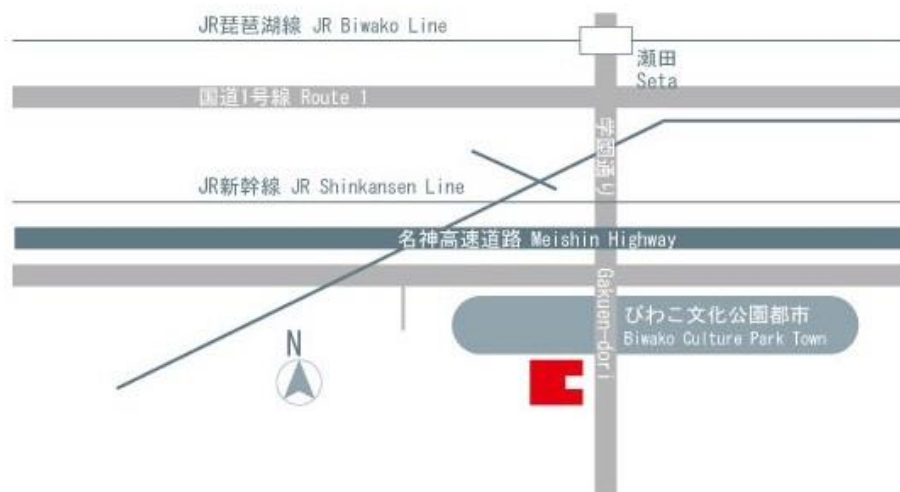 JR琵琶湖線 JR Biwako Line
瀬田
Seta
国道1号線 Route 1
学園通り
JR新幹線 JR Shinkansen Line
名神高速道路 Meishin Highway
Gakuen-dori
びわこ文化公園都市
Biwako Culture Park Town
N